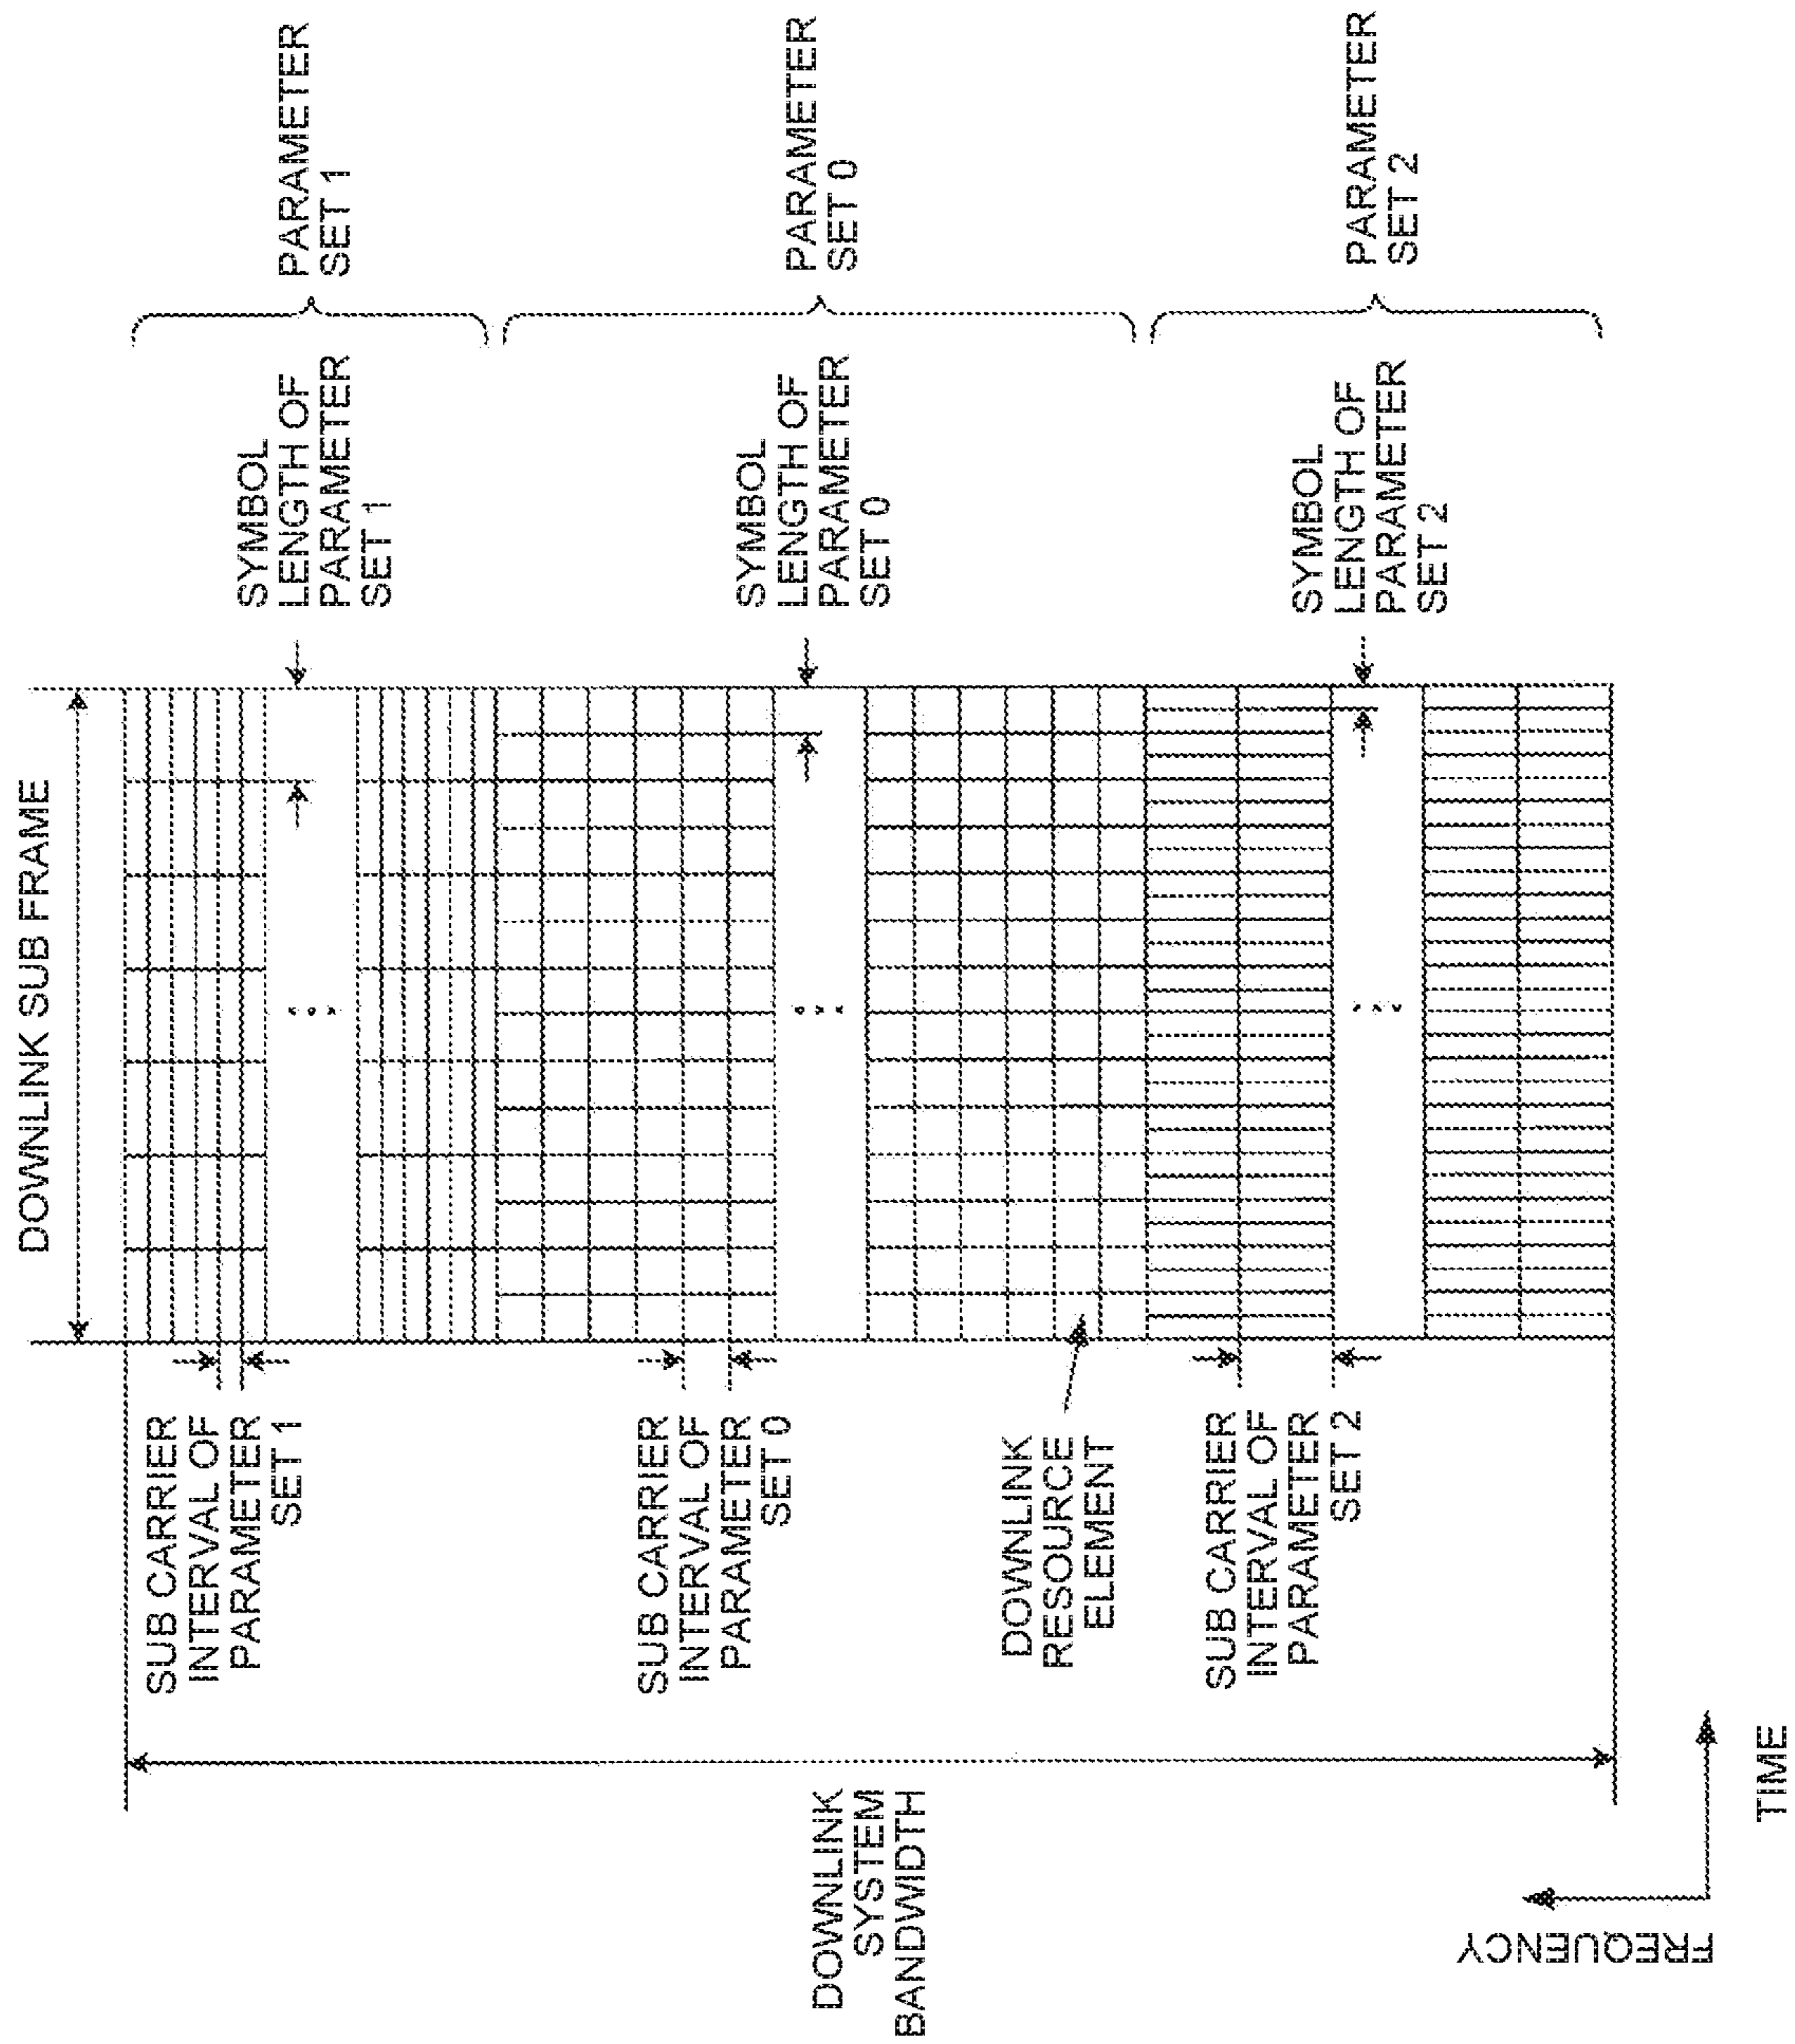 DOWNLINK SUB FRAME
SUB CARRIER
INTERVAL OF
PARAMETER
SET 1
SYMBOL
LENGTH OF
PARAMETER
SET 1
PARAMETER
SET 1
SUB CARRIER
INTERVAL OF
PARAMETER
SET 0
SYMBOL
LENGTH OF
PARAMETER
SET 0
PARAMETER
SET 0
DOWNLINK
SYSTEM
BANDWIDTH
DOWNLINK
RESOURCE
ELEMENT
SUB CARRIER
INTERVAL OF
PARAMETER
SET 2
SYMBOL
LENGTH OF
PARAMETER
SET 2
PARAMETER
SET 2
FREQUENCY
TIME